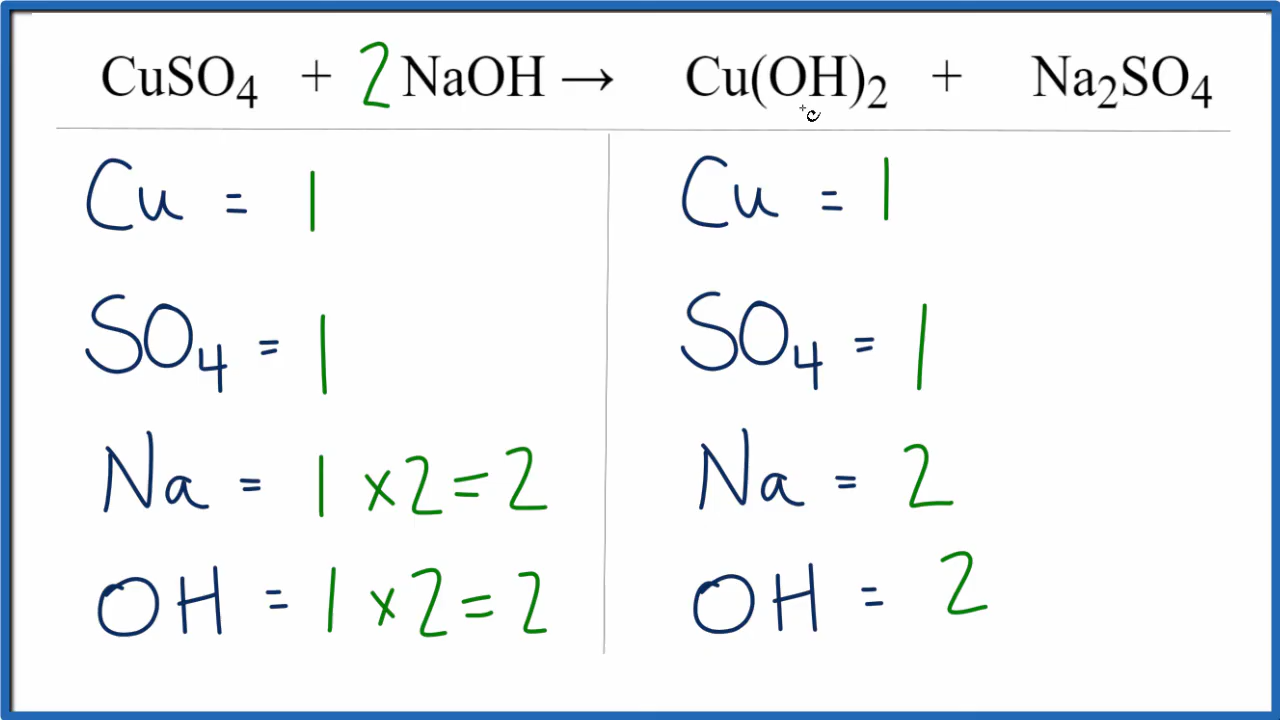 CuSO₄ + 2 NaOH → Cu(OH)₂ + Na₂SO₄
Cu = 1
Cu = 1
SO₄ = 1
SO₄ = 1
Na = 1 x 2 = 2
Na = 2
OH = 1 x 2 = 2
OH = 2